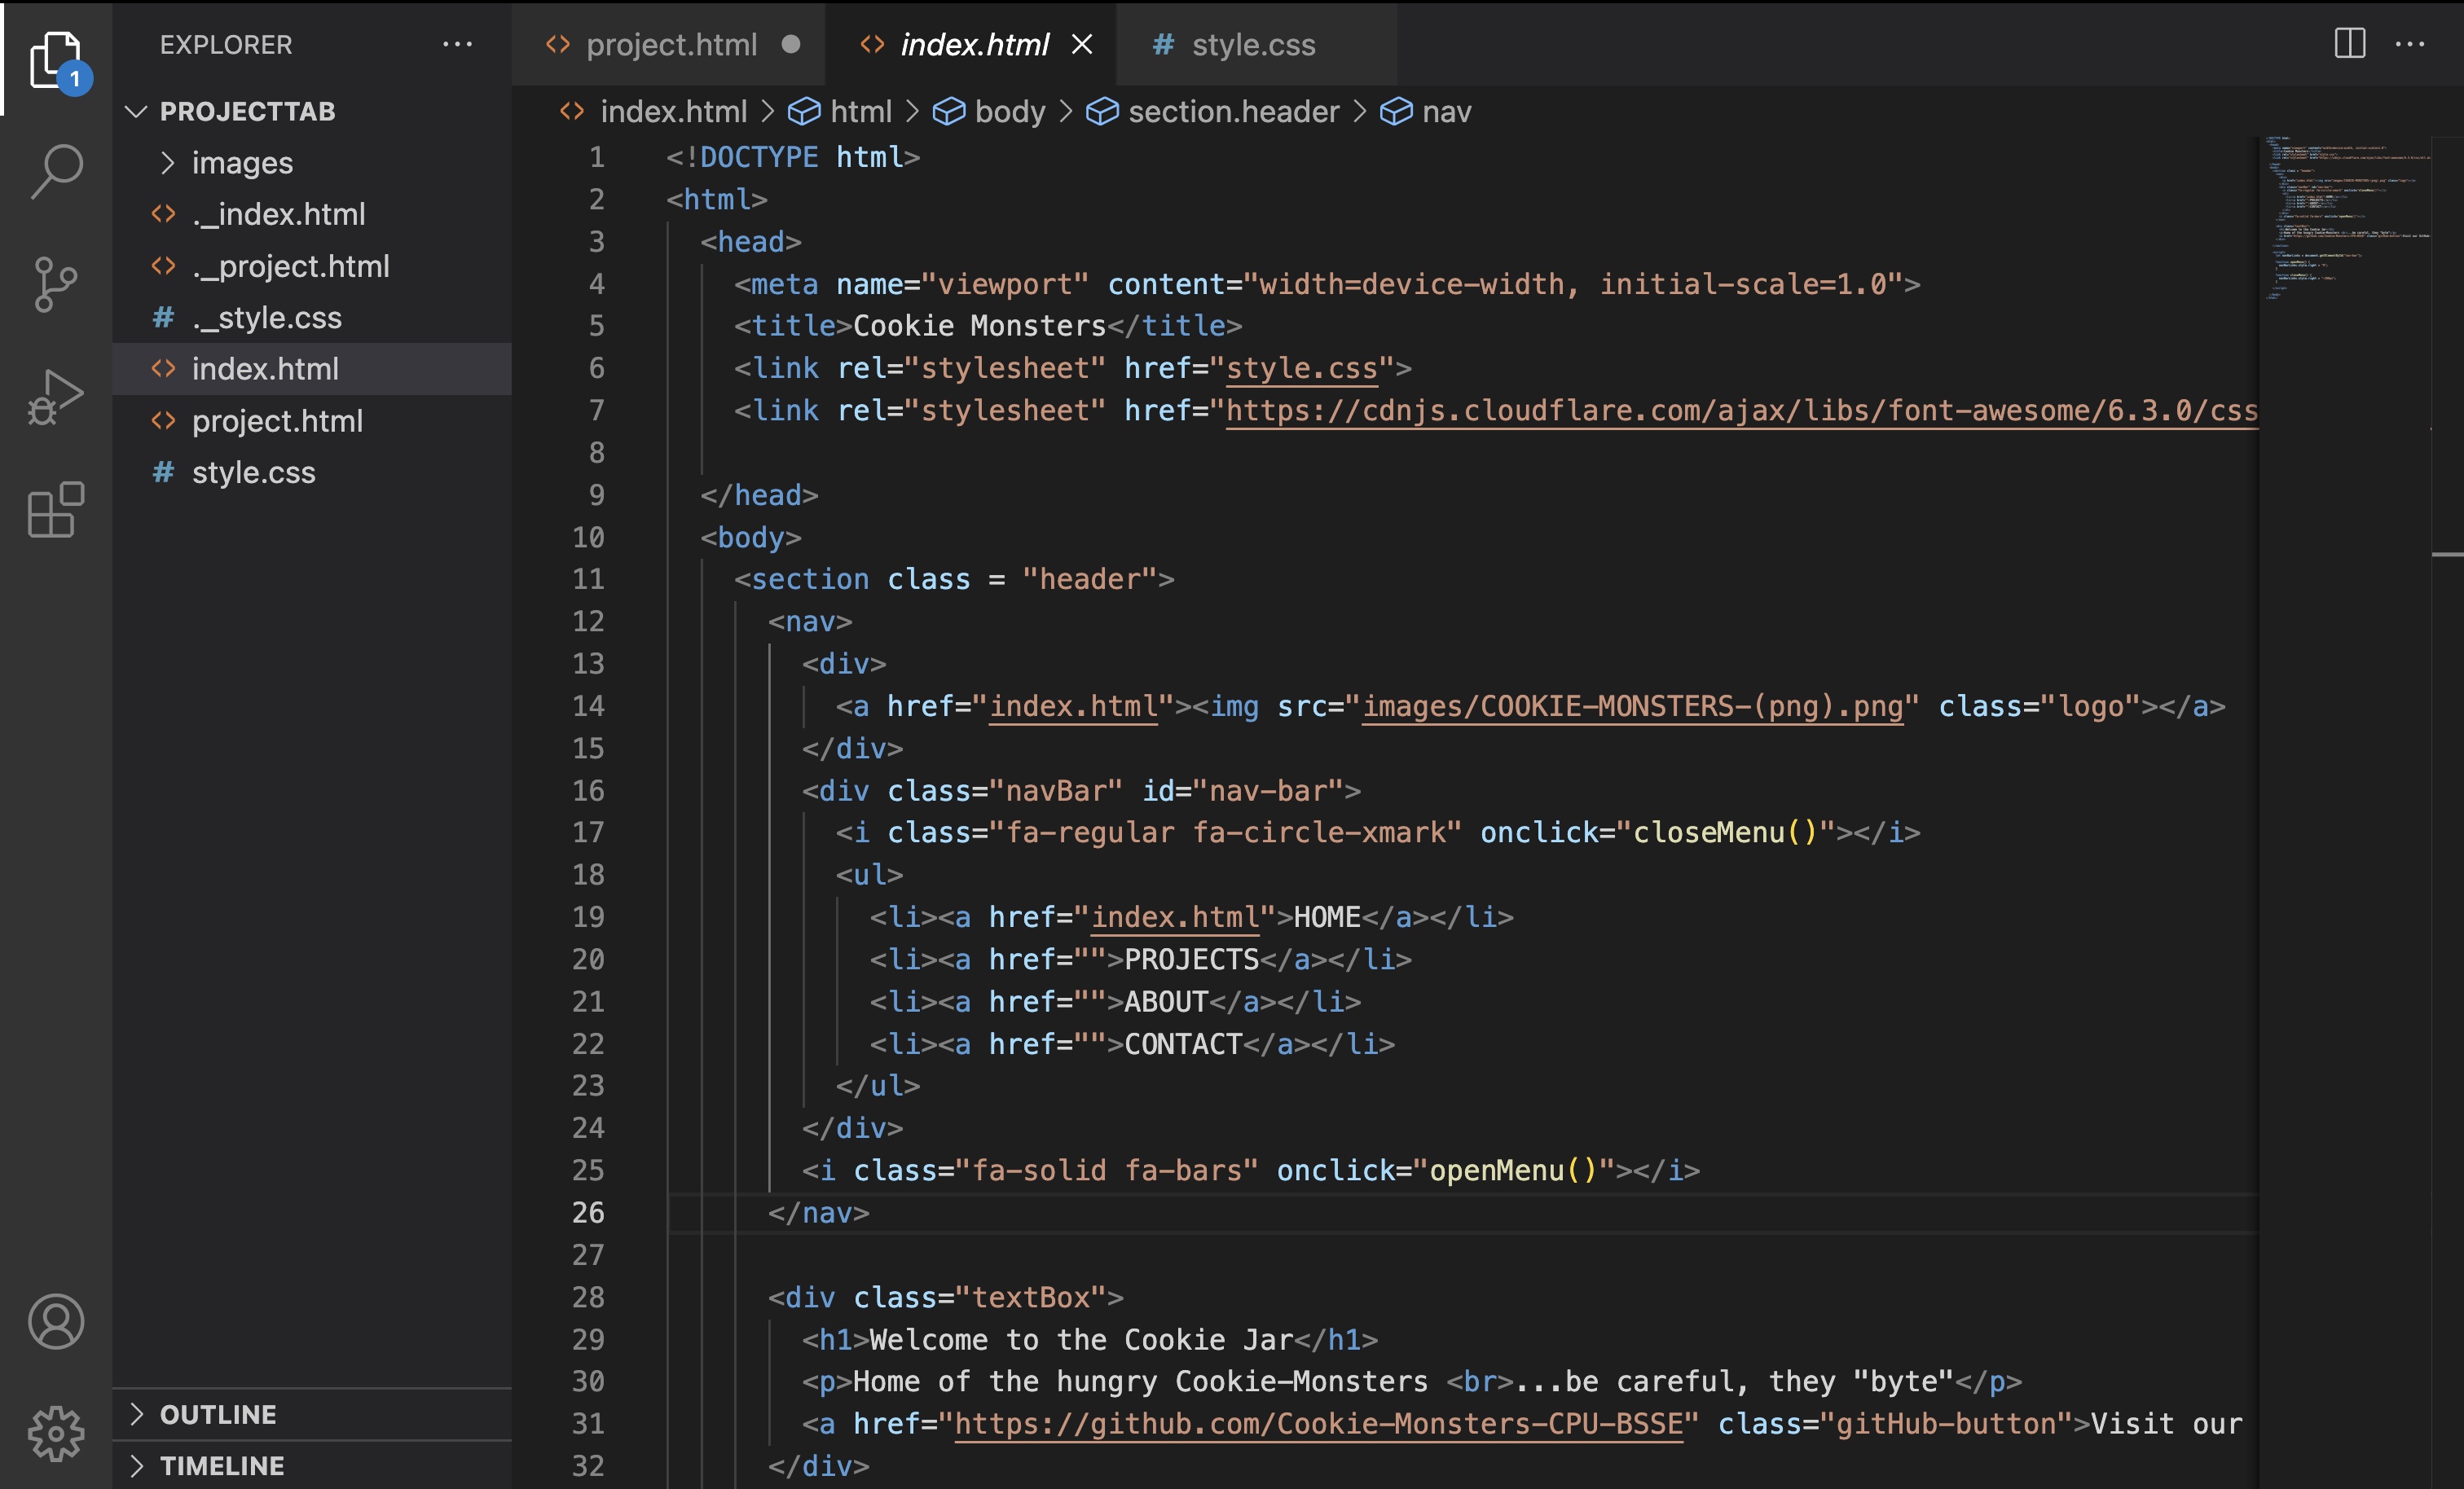 EXPLORER
PROJECTTAB
images
._index.html
._project.html
._style.css
index.html
project.html
style.css
OUTLINE
TIMELINE
1
project.html
index.html
style.css
index.html > html > body > section.header > nav
1 <!DOCTYPE html>
2 <html>
3 <head>
4 <meta name="viewport" content="width=device-width, initial-scale=1.0">
5 <title>Cookie Monsters</title>
6 <link rel="stylesheet" href="style.css">
7 <link rel="stylesheet" href="https://cdnjs.cloudflare.com/ajax/libs/font-awesome/6.3.0/css
8
9 </head>
10 <body>
11 <section class = "header">
12 <nav>
13 <div>
14 <a href="index.html"><img src="images/COOKIE-MONSTERS-(png).png" class="logo"></a>
15 </div>
16 <div class="navBar" id="nav-bar">
17 <i class="fa-regular fa-circle-xmark" onclick="closeMenu()"></i>
18 <ul>
19 <li><a href="index.html">HOME</a></li>
20 <li><a href="">PROJECTS</a></li>
21 <li><a href="">ABOUT</a></li>
22 <li><a href="">CONTACT</a></li>
23 </ul>
24 </div>
25 <i class="fa-solid fa-bars" onclick="openMenu()"></i>
26 </nav>
27
28 <div class="textBox">
29 <h1>Welcome to the Cookie Jar</h1>
30 <p>Home of the hungry Cookie-Monsters <br>...be careful, they "byte"</p>
31 <a href="https://github.com/Cookie-Monsters-CPU-BSSE" class="gitHub-button">Visit our
32 </div>